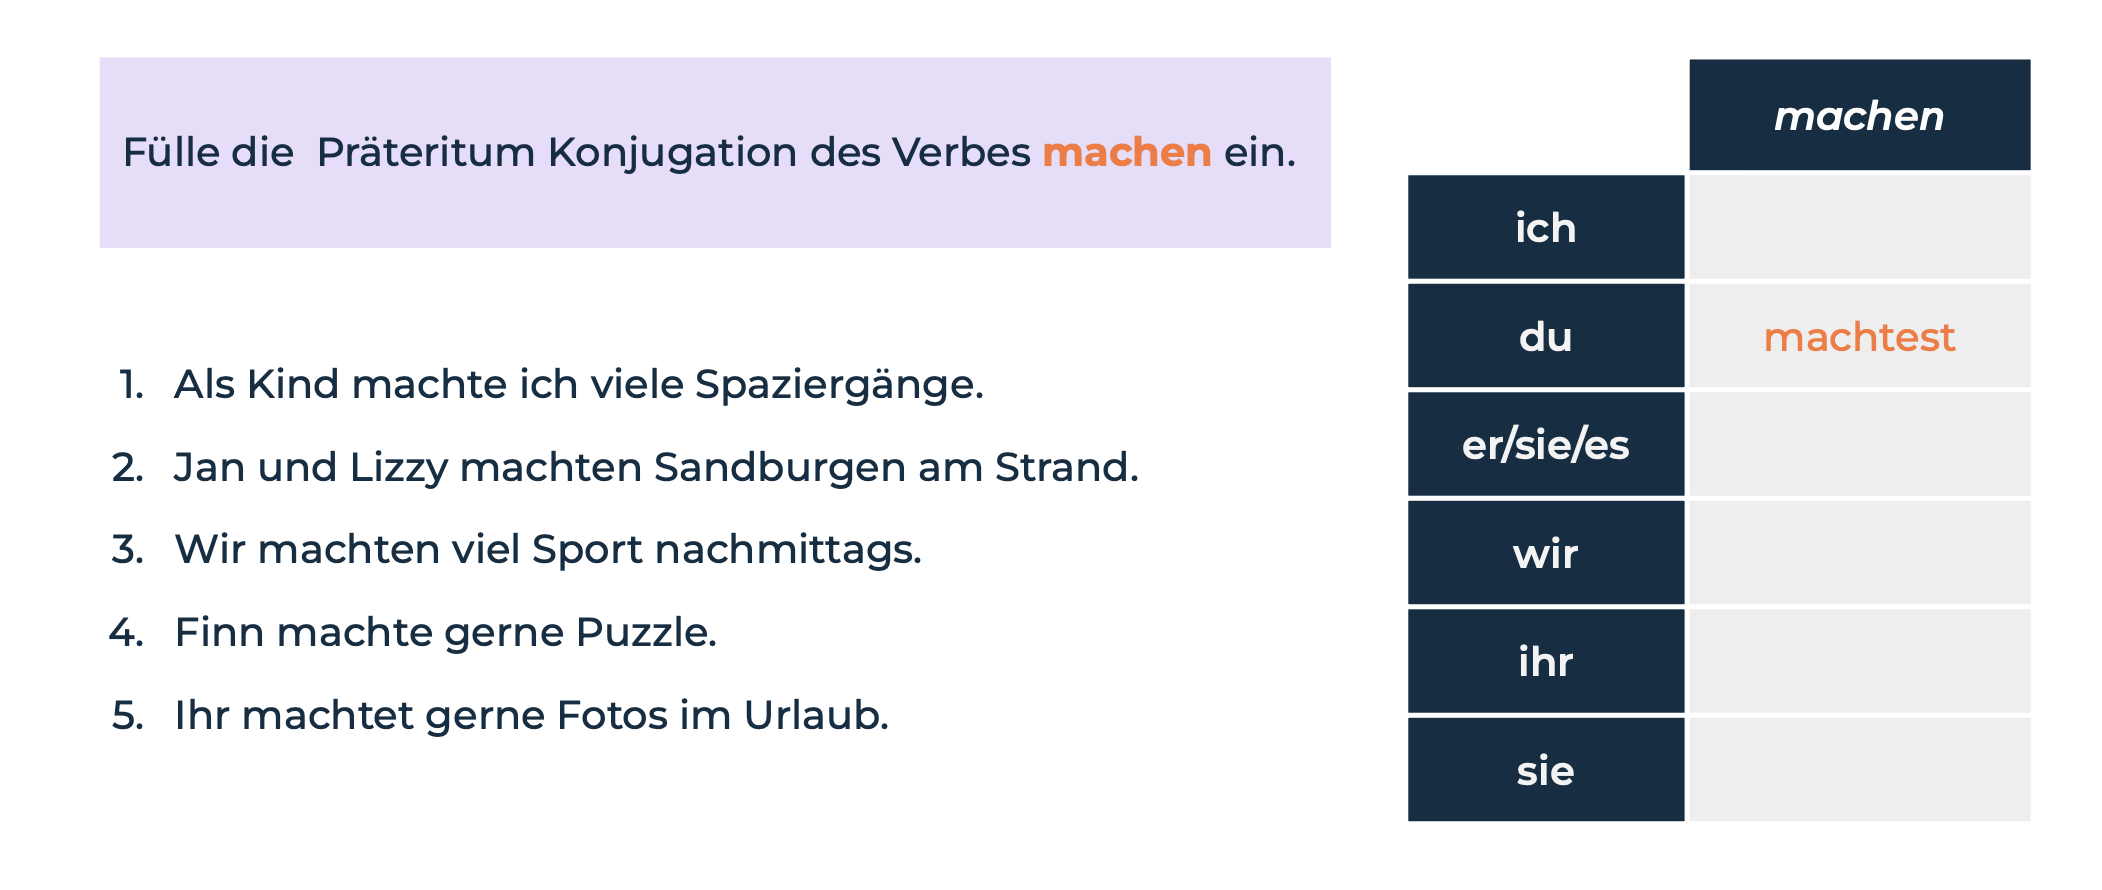 Fülle die Präteritum Konjugation des Verbes machen ein.
1. Als Kind machte ich viele Spaziergänge.
2. Jan und Lizzy machten Sandburgen am Strand.
3. Wir machten viel Sport nachmittags.
4. Finn machte gerne Puzzle.
5. Ihr machtet gerne Fotos im Urlaub.
machen
ich
du machtest
er/sie/es
wir
ihr
sie